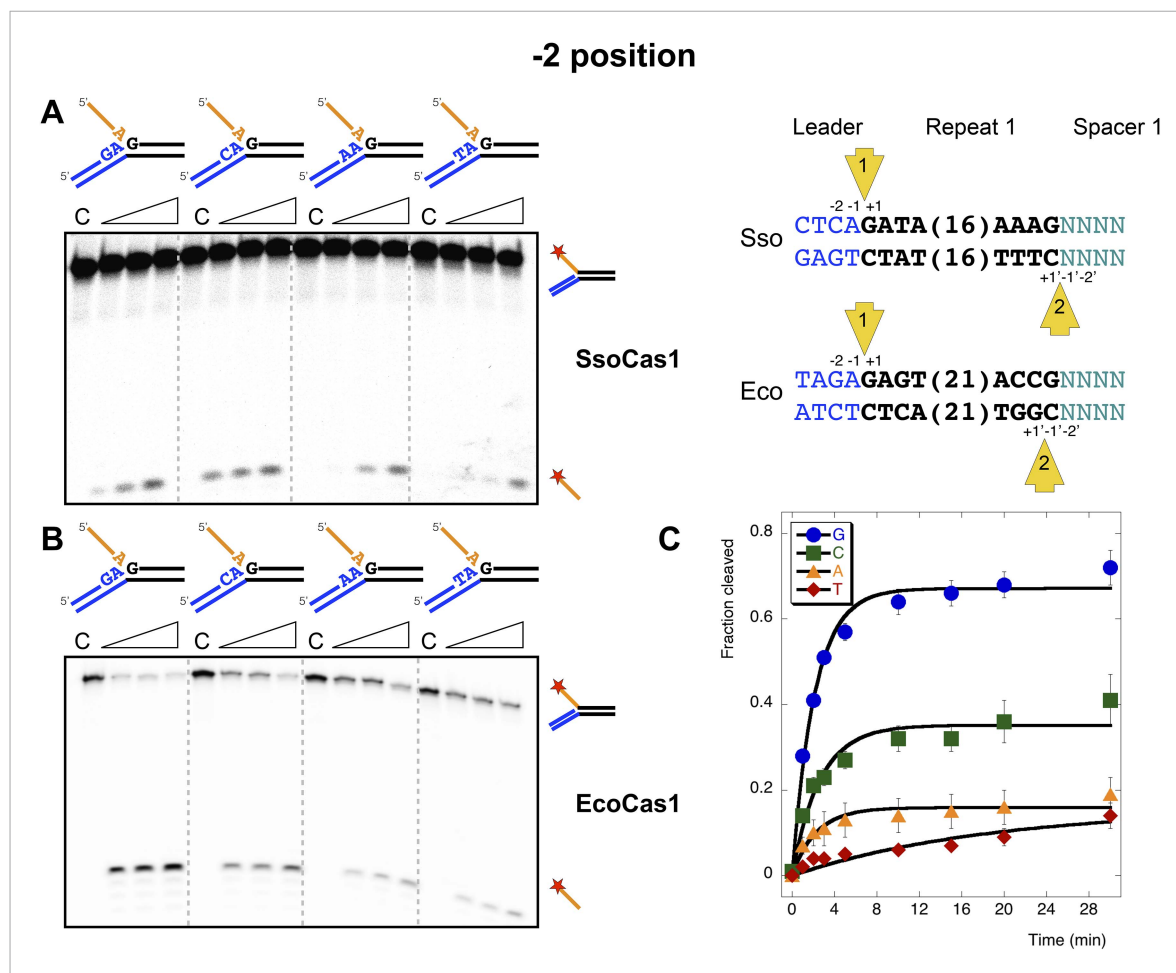 -2 position
A
5' 5' 5' 5'
A A A A
GA G CA G AA G TA G
5' 5' 5' 5'
C C C C
SsoCas1
Leader Repeat 1 Spacer 1
1
-2 -1 +1
Sso
CTCAGATA(16)AAAGNNNN
GAGTCTAT(16)TTTCNNNN
+1'-1'-2'
2
1
-2 -1 +1
Eco
TAGAGAGT(21)ACCGNNNN
ATCTCTCA(21)TGGCNNNN
+1'-1'-2'
2
B
5' 5' 5' 5'
A A A A
GA G CA G AA G TA G
5' 5' 5' 5'
C C C C
EcoCas1
C
G
C
A
T
Fraction cleaved
0.8
0.6
0.4
0.2
0
0 4 8 12 16 20 24 28
Time (min)